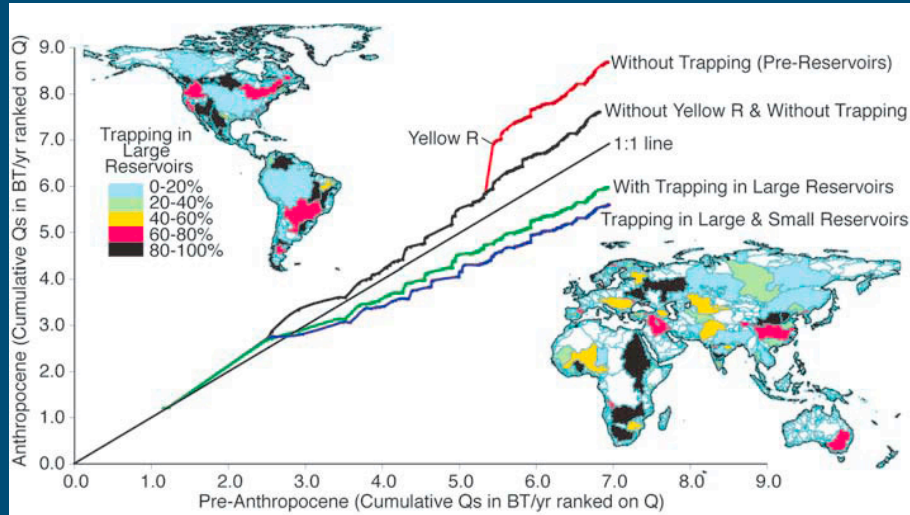 Anthropocene (Cumulative Qs in BT/yr ranked on Q)
9.0
8.0
7.0
6.0
5.0
4.0
3.0
2.0
1.0
0.0
Trapping in
Large
Reservoirs
0-20%
20-40%
40-60%
60-80%
80-100%
Without Trapping (Pre-Reservoirs)
Without Yellow R & Without Trapping
Yellow R
1:1 line
With Trapping in Large Reservoirs
Trapping in Large & Small Reservoirs
0.0 1.0 2.0 3.0 4.0 5.0 6.0 7.0 8.0 9.0
Pre-Anthropocene (Cumulative Qs in BT/yr ranked on Q)